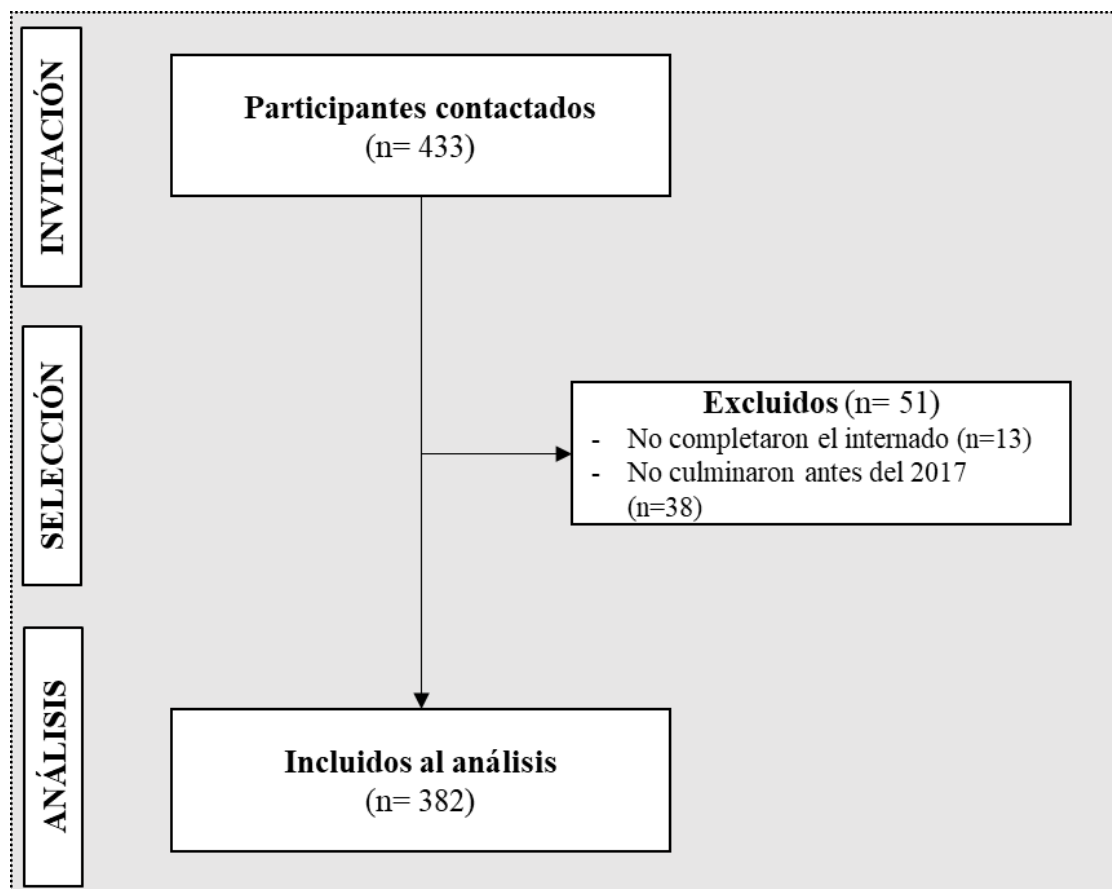 INVITACIÓN
Participantes contactados
(n= 433)
SELECCIÓN
Excluidos (n= 51)
- No completaron el internado (n=13)
- No culminaron antes del 2017
(n=38)
ANÁLISIS
Incluidos al análisis
(n= 382)